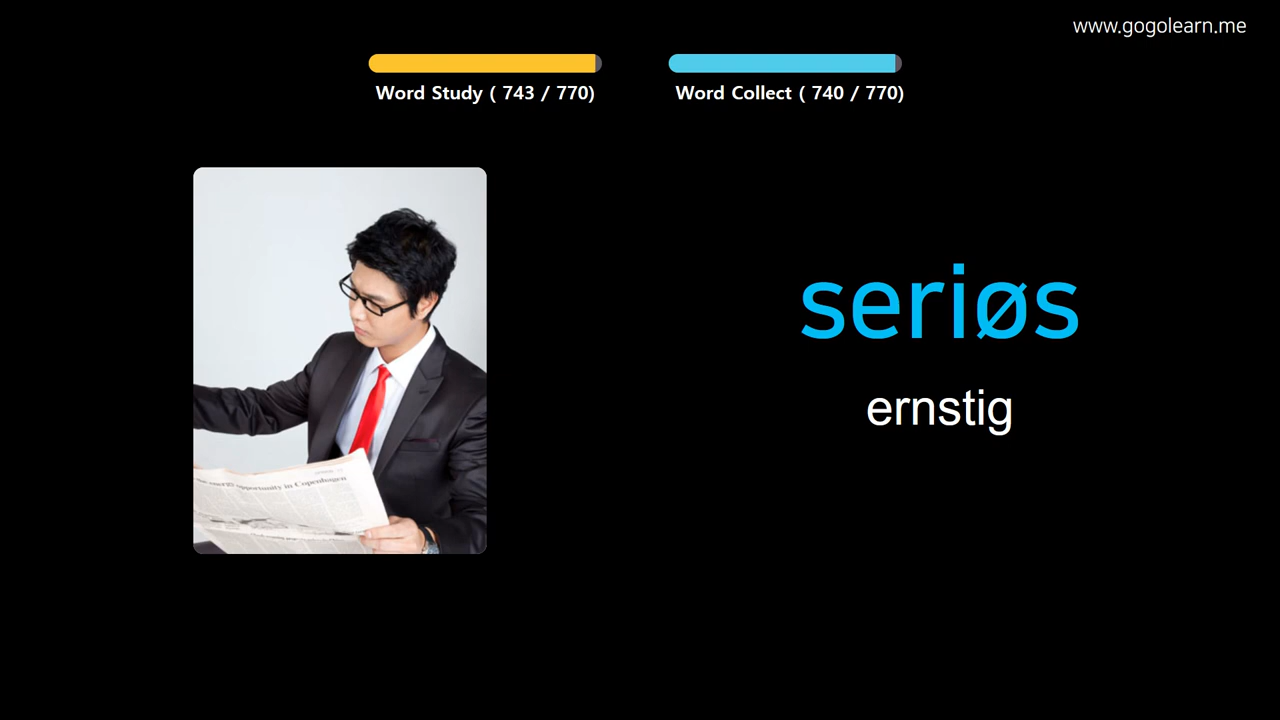 www.gogolearn.me
Word Study ( 743 / 770)
Word Collect ( 740 / 770)
seriøs
ernstig
opportunity in Copenhagen